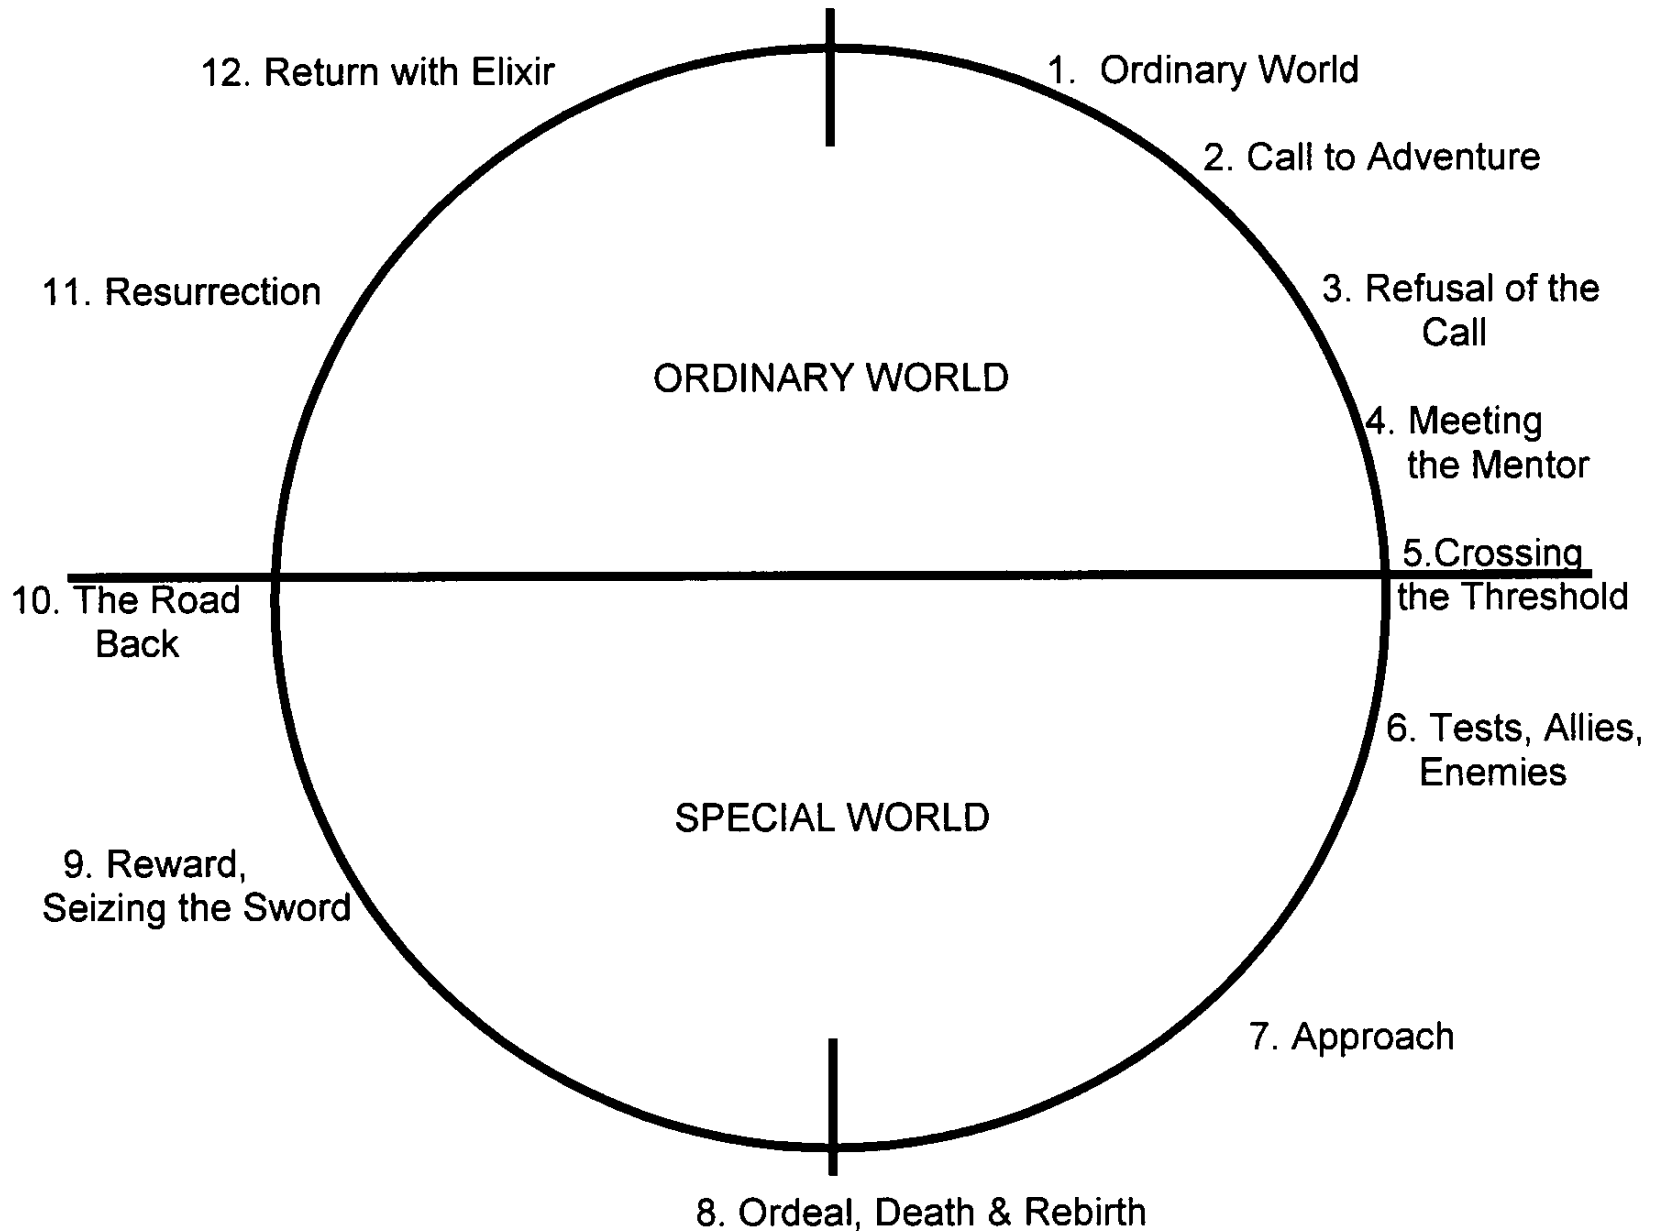 12. Return with Elixir
1. Ordinary World
2. Call to Adventure
11. Resurrection
3. Refusal of the
Call
ORDINARY WORLD
4. Meeting
the Mentor
5.Crossing
the Threshold
10. The Road
Back
6. Tests, Allies,
Enemies
SPECIAL WORLD
9. Reward,
Seizing the Sword
7. Approach
8. Ordeal, Death & Rebirth